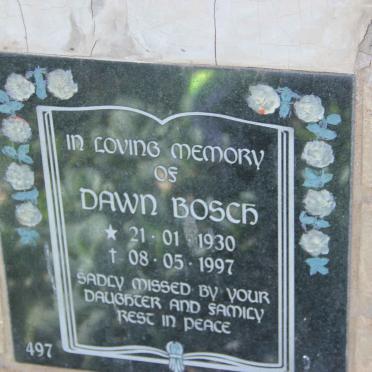 IN LOVING MEMORY
OF
DAWN BOSCH
★ 21 · 01 · 1930
† 08 · 05 · 1997
SADLY MISSED BY YOUR
DAUGHTER AND FAMILY
REST IN PEACE
497